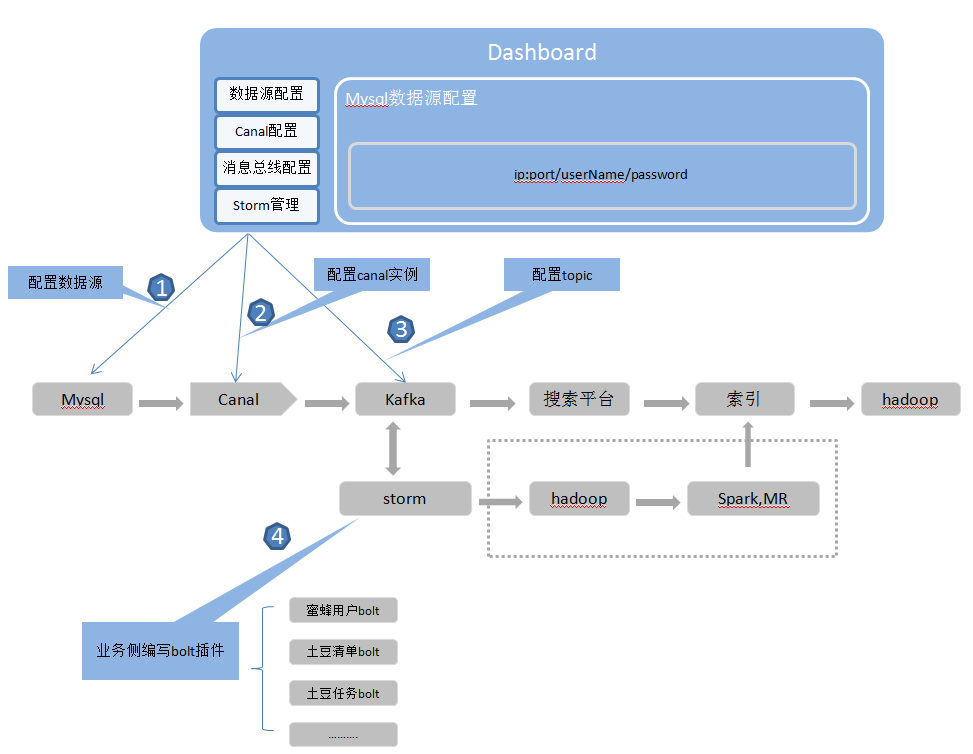 Dashboard
数据源配置
Canal配置
消息总线配置
Storm管理
Mysql数据源配置
ip:port/userName/password
配置数据源
1
2
配置canal实例
3
配置topic
Mysql
Canal
Kafka
搜索平台
索引
hadoop
storm
hadoop
Spark,MR
4
业务侧编写bolt插件
蜜蜂用户bolt
土豆清单bolt
土豆任务bolt
..........